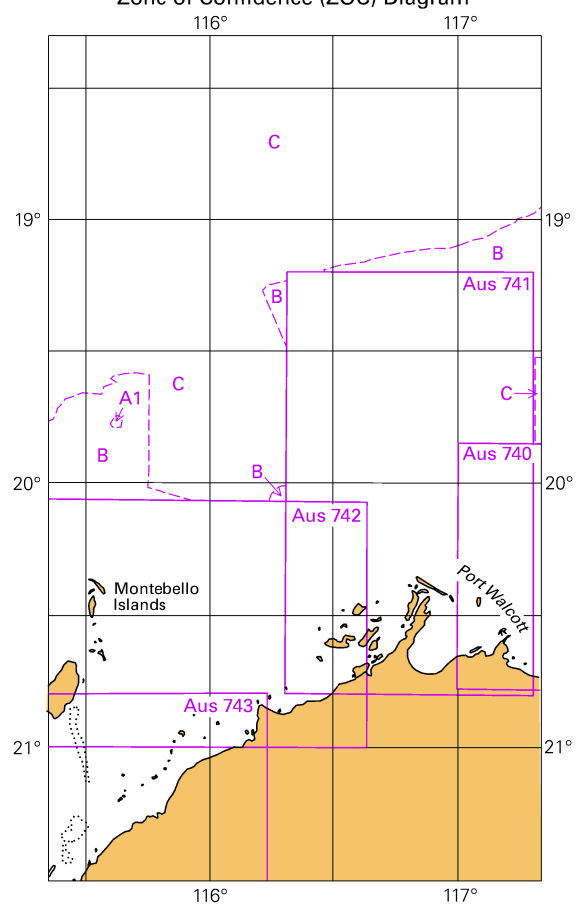 Zone of Confidence (ZOC) Diagram
116° 117°
C
19°
B
B
Aus 741
C
A1
C
B
Aus 740
B
20° 20°
Aus 742
Port Walcott
Montebello
Islands
Aus 743
21° 21°
116° 117°